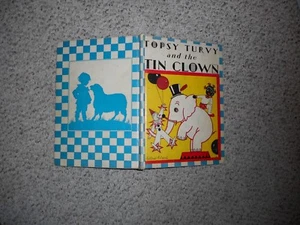 TOPSY TURVY
and the
TIN CLOWN